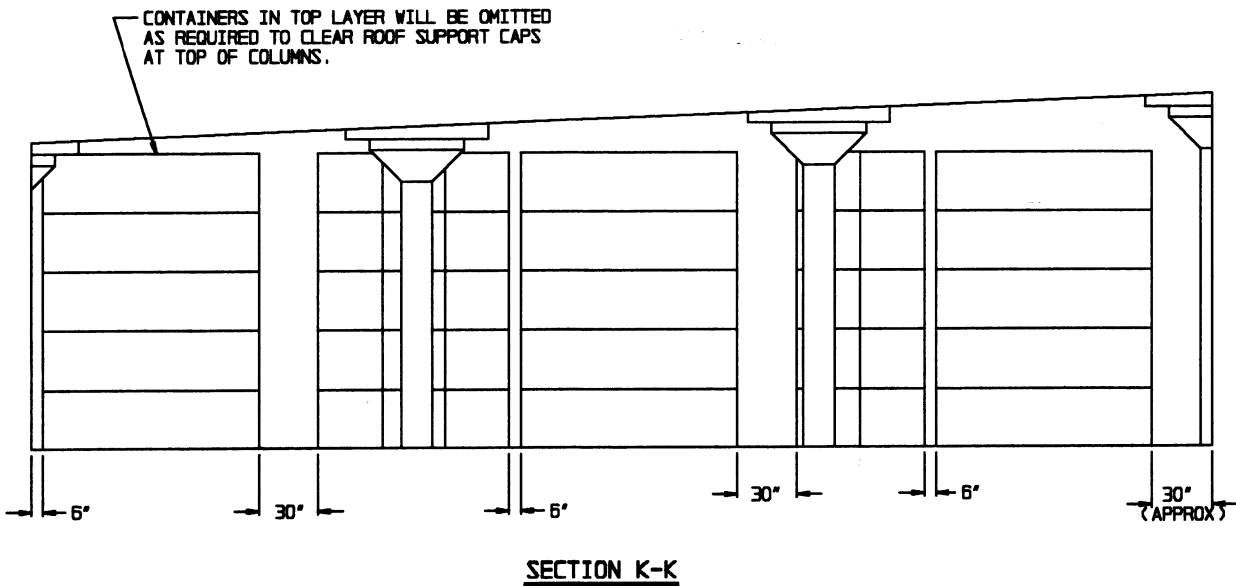 CONTAINERS IN TOP LAYER WILL BE OMITTED
AS REQUIRED TO CLEAR ROOF SUPPORT CAPS
AT TOP OF COLUMNS.
6"
30"
6"
30"
6"
30"
(APPROX)
SECTION K-K